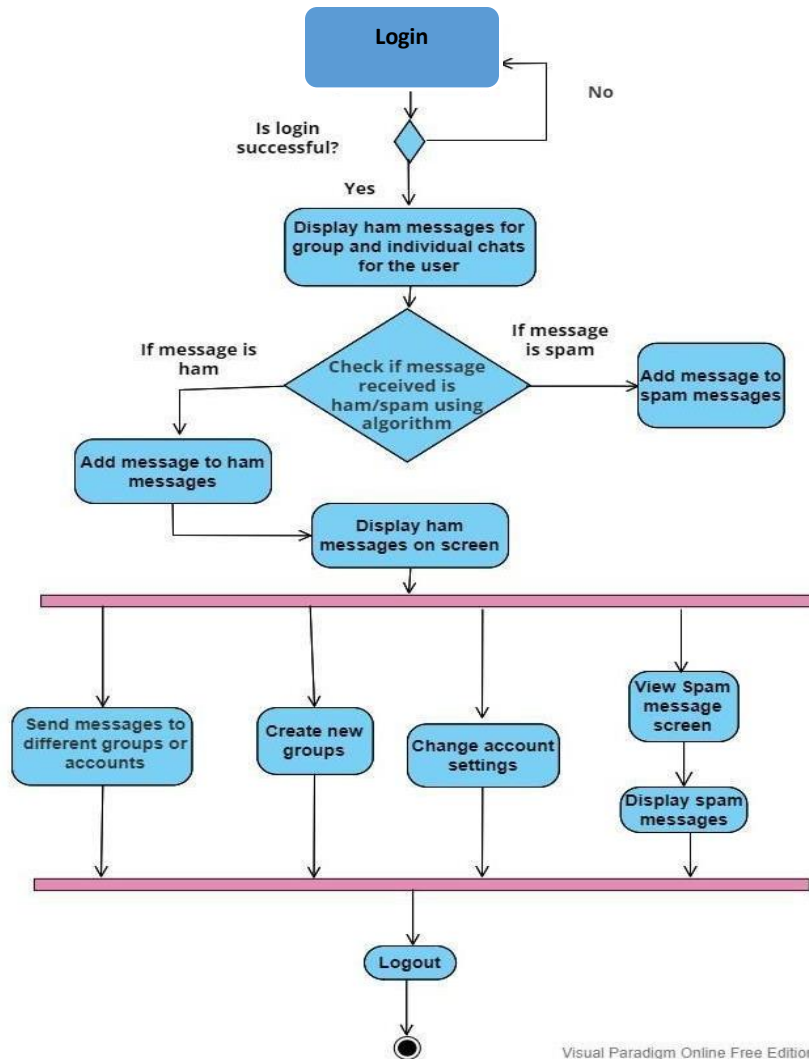 Login
No
Is login
successful?
Yes
Display ham messages for
group and individual chats
for the user
If message is
ham
If message
is spam
Check if message
received is
ham/spam using
algorithm
Add message to
spam messages
Add message to ham
messages
Display ham
messages on screen
Send messages to
different groups or
accounts
Create new
groups
Change account
settings
View Spam
message
screen
Display spam
messages
Logout
Visual Paradigm Online Free Edition